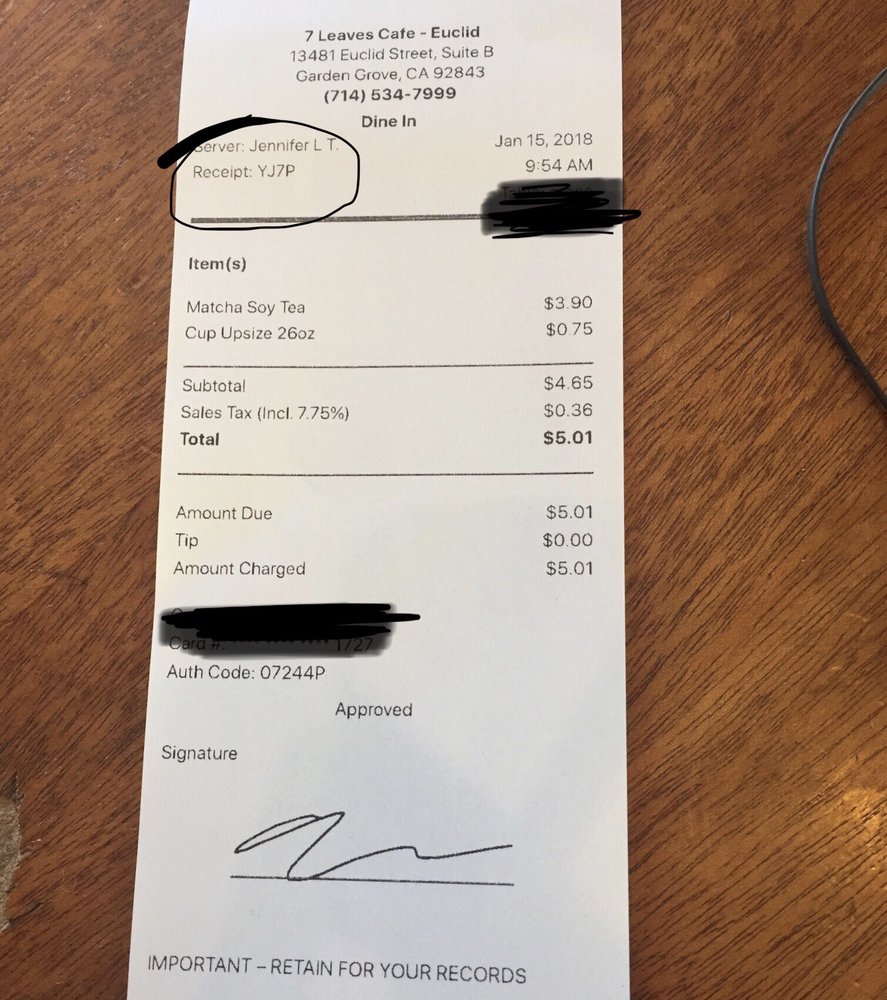 7 Leaves Cafe - Euclid
13481 Euclid Street, Suite B
Garden Grove, CA 92843
(714) 534-7999
Dine In
Server: Jennifer L T. Jan 15, 2018
Receipt: YJ7P 9:54 AM
Item(s)
Matcha Soy Tea $3.90
Cup Upsize 26oz $0.75
Subtotal $4.65
Sales Tax (Incl. 7.75%) $0.36
Total $5.01
Amount Due $5.01
Tip $0.00
Amount Charged $5.01
Card #: 1727
Auth Code: 07244P
Approved
Signature
IMPORTANT – RETAIN FOR YOUR RECORDS